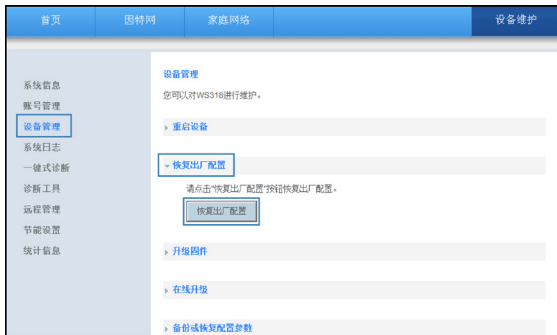 首页 因特网 家庭网络 设备维护
系统信息
账号管理
设备管理
系统日志
一键式诊断
诊断工具
远程管理
节能设置
统计信息
设备管理
您可以对WS318进行维护。
重启设备
恢复出厂配置
请点击“恢复出厂配置”按钮恢复出厂配置。
恢复出厂配置
升级固件
在线升级
备份或恢复配置参数